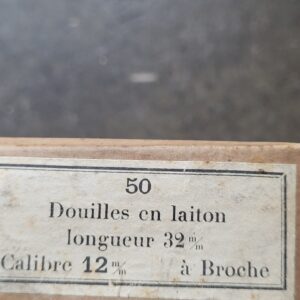 50
Douilles en laiton
longueur 32 m/m
Calibre 12 m/m à Broche